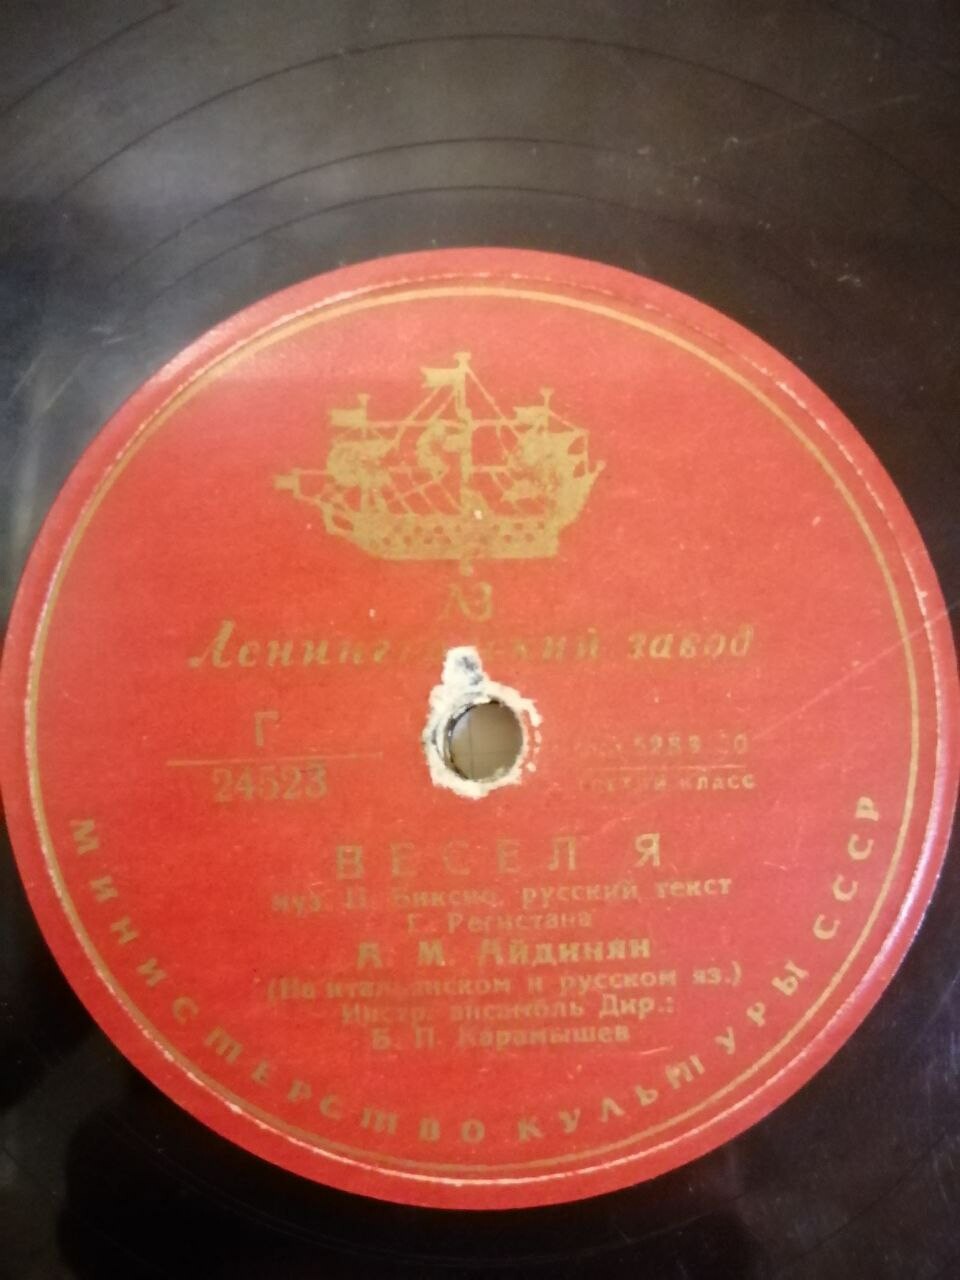 ЛЗ
завод
Г
24523
5289
класс
ВЕСЕЛ Я
муз. Биксио, русский текст
Г. Регистана
А. М. Айдинян
(На итальянском и русском яз.)
Инстр. ансамбль Дир.:
Б. П. Карамышев
МИНИСТЕРСТВО КУЛЬТУРЫ СССР